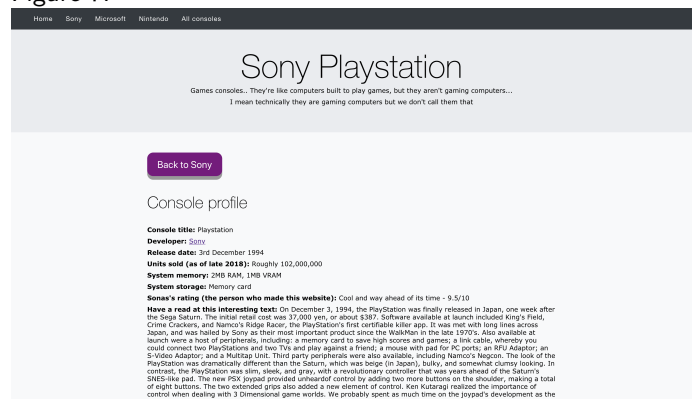 Home Sony Microsoft Nintendo All consoles
Sony Playstation
Games consoles.. They're like computers built to play games, but they aren't gaming computers...
I mean technically they are gaming computers but we don't call them that
Back to Sony
Console profile
Console title: Playstation
Developer: Sony
Release date: 3rd December 1994
Units sold (as of late 2018): Roughly 102,000,000
System memory: 2MB RAM, 1MB VRAM
System storage: Memory card
Sonas's rating (the person who made this website): Cool and way ahead of its time - 9.5/10
Have a read at this interesting text: On December 3, 1994, the PlayStation was finally released in Japan, one week after
the Sega Saturn. The initial retail cost was 37,000 yen, or about $387. Software available at launch included King's Field,
Crime Crackers, and Namco's Ridge Racer, the PlayStation's first certifiable killer app. It was met with long lines across
Japan, and was hailed by Sony as their most important product since the WalkMan in the late 1970's. Also available at
launch were a host of peripherals, including: a memory card to save high scores and games; a link cable, whereby you
could connect two PlayStations and two TVs and play against a friend; a mouse with pad for PC ports; an RFU Adaptor; an
S-Video Adaptor; and a Multitap Unit. Third party peripherals were also available, including Namco's Negcon. The look of the
PlayStation was dramatically different than the Saturn, which was beige (in Japan), bulky, and somewhat clumsy looking. In
contrast, the PlayStation was slim, sleek, and gray, with a revolutionary controller that was years ahead of the Saturn's
SNES-like pad. The new PSX joypad provided unheardof control by adding two more buttons on the shoulder, making a total
of eight buttons. The two extended grips also added a new element of control. Ken Kutaragi realized the importance of
control when dealing with 3 Dimensional game worlds. We probably spent as much time on the joypad's development as the